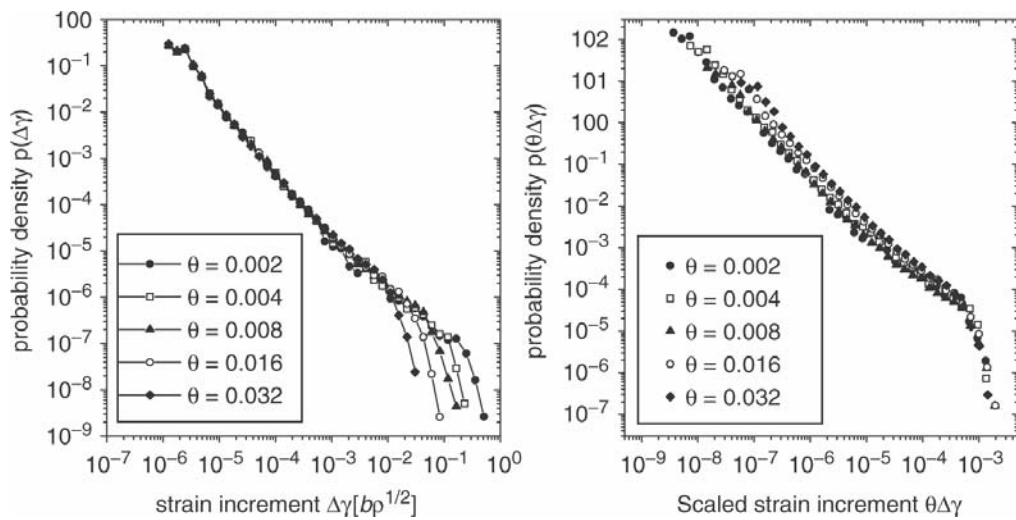 probability density p(Δγ)
100
10⁻¹
10⁻²
10⁻³
10⁻⁴
10⁻⁵
10⁻⁶
10⁻⁷
10⁻⁸
10⁻⁹
θ = 0.002
θ = 0.004
θ = 0.008
θ = 0.016
θ = 0.032
10⁻⁷ 10⁻⁶ 10⁻⁵ 10⁻⁴ 10⁻³ 10⁻² 10⁻¹ 10⁰
strain increment Δγ[bρ¹ᐟ²]
probability density p(θΔγ)
102
101
100
10⁻¹
10⁻²
10⁻³
10⁻⁴
10⁻⁵
10⁻⁶
10⁻⁷
θ = 0.002
θ = 0.004
θ = 0.008
θ = 0.016
θ = 0.032
10⁻⁹ 10⁻⁸ 10⁻⁷ 10⁻⁶ 10⁻⁵ 10⁻⁴ 10⁻³
Scaled strain increment θΔγ